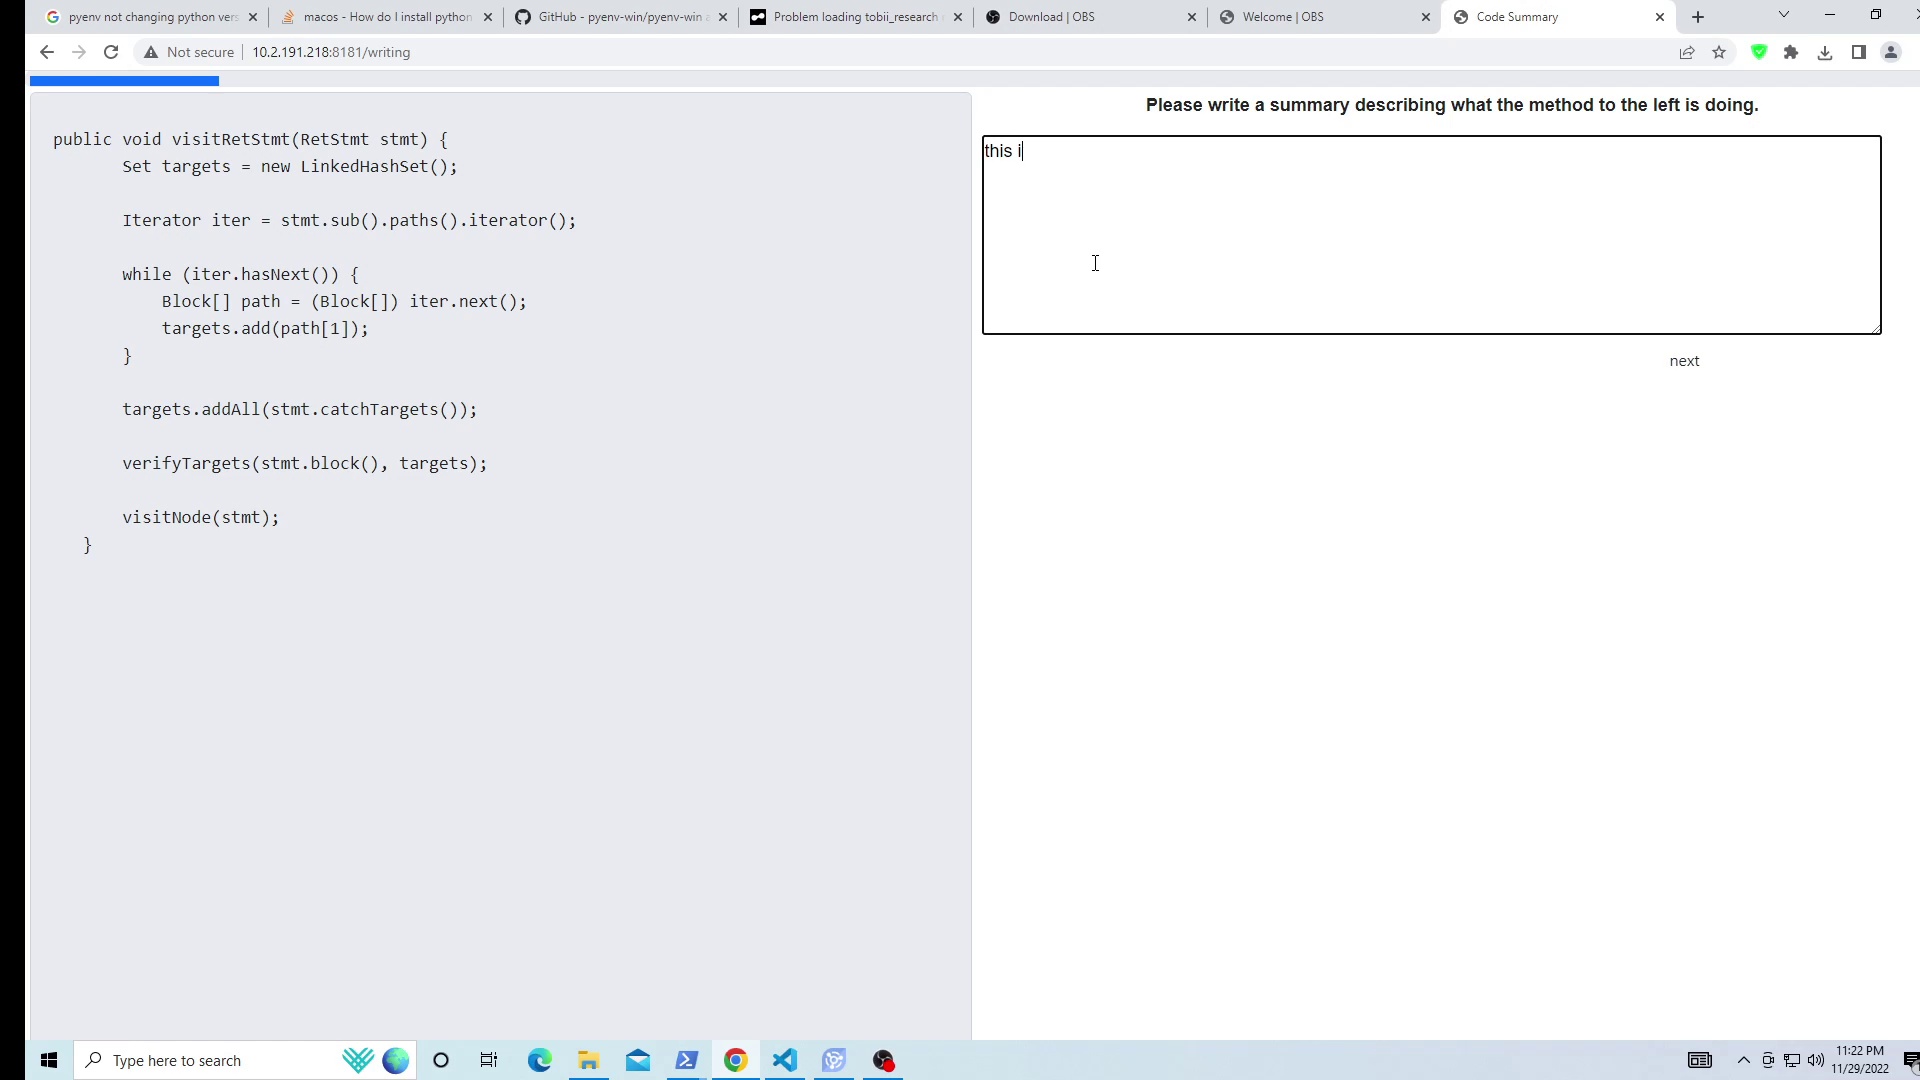 pyenv not changing python vers
macos - How do I install python
GitHub - pyenv-win/pyenv-win
Problem loading tobii_research
Download | OBS
Welcome | OBS
Code Summary
Not secure
10.2.191.218:8181/writing
public void visitRetStmt(RetStmt stmt) {
Set targets = new LinkedHashSet();
Iterator iter = stmt.sub().paths().iterator();
while (iter.hasNext()) {
Block[] path = (Block[]) iter.next();
targets.add(path[1]);
}
targets.addAll(stmt.catchTargets());
verifyTargets(stmt.block(), targets);
visitNode(stmt);
}
Please write a summary describing what the method to the left is doing.
this i
next
Type here to search
11:22 PM
11/29/2022